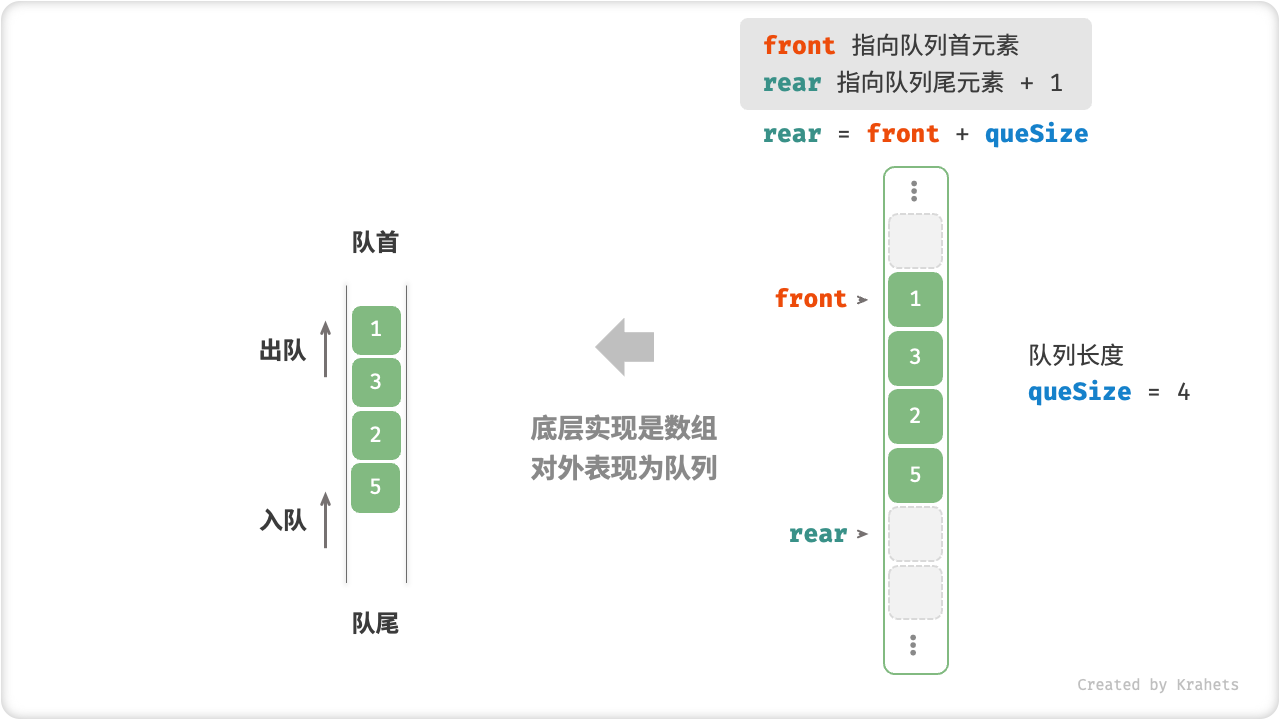 front 指向队列首元素
rear 指向队列尾元素 + 1
rear = front + queSize
队首
出队
1
3
2
5
入队
队尾
底层实现是数组
对外表现为队列
front
1
3
2
5
rear
队列长度
queSize = 4
Created by Krahets